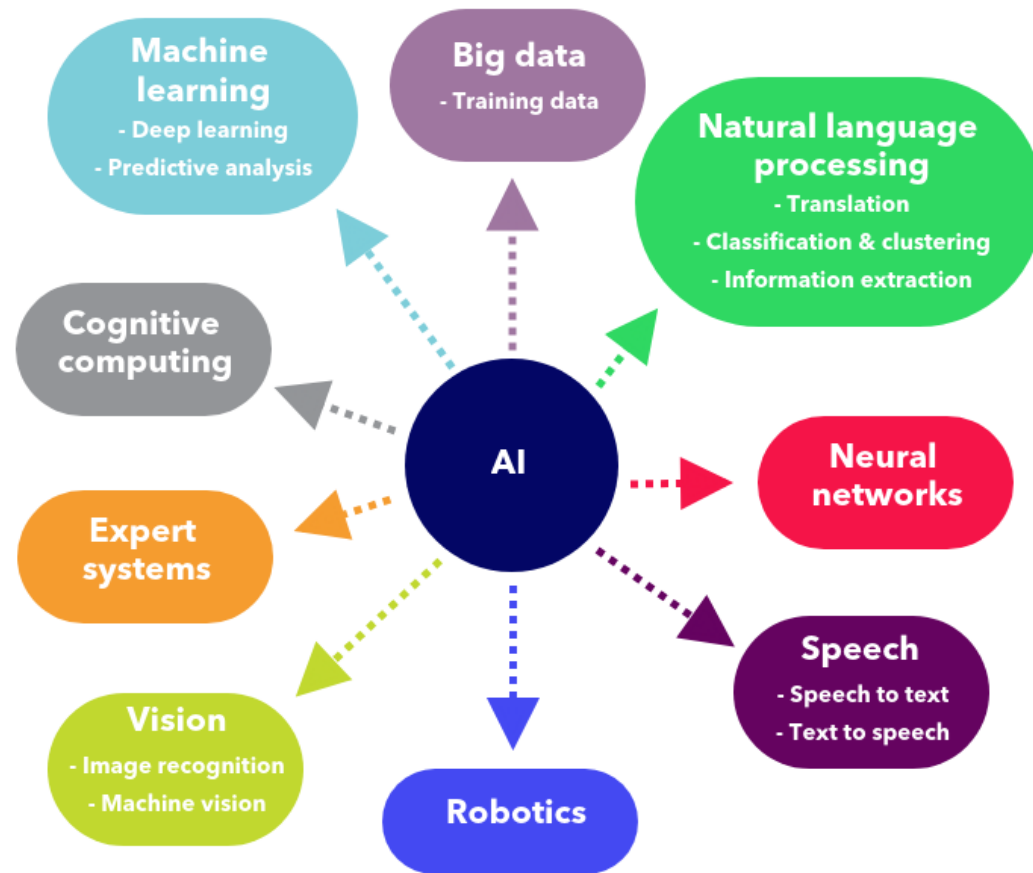 Machine
learning
- Deep learning
- Predictive analysis
Big data
- Training data
Natural language
processing
- Translation
- Classification & clustering
- Information extraction
Cognitive
computing
AI
Neural
networks
Expert
systems
Speech
- Speech to text
- Text to speech
Vision
- Image recognition
- Machine vision
Robotics